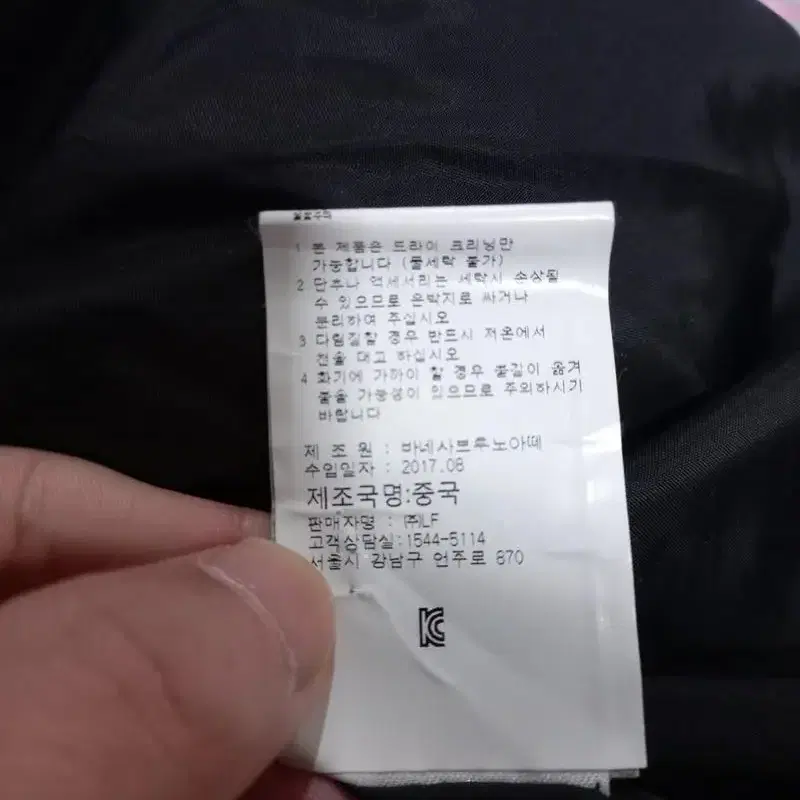 1 본 제품은 드라이 크리닝만
가능합니다 (물세탁 불가)
2 단추나 악세서리는 세탁시 손상될
수 있으므로 은박지로 싸거나
분리하여 주십시오
3 다림질할 경우 반드시 저온에서
천을 대고 하십시오
4 화기에 가까이 할 경우 불길이 옮겨
붙을 가능성이 있으므로 주의하시기
바랍니다
제 조 원 : 바네사브루노아떼
수입일자 : 2017.08
제조국명:중국
판매자명 : ㈜LF
고객상담실:1544-5114
서울시 강남구 언주로 870